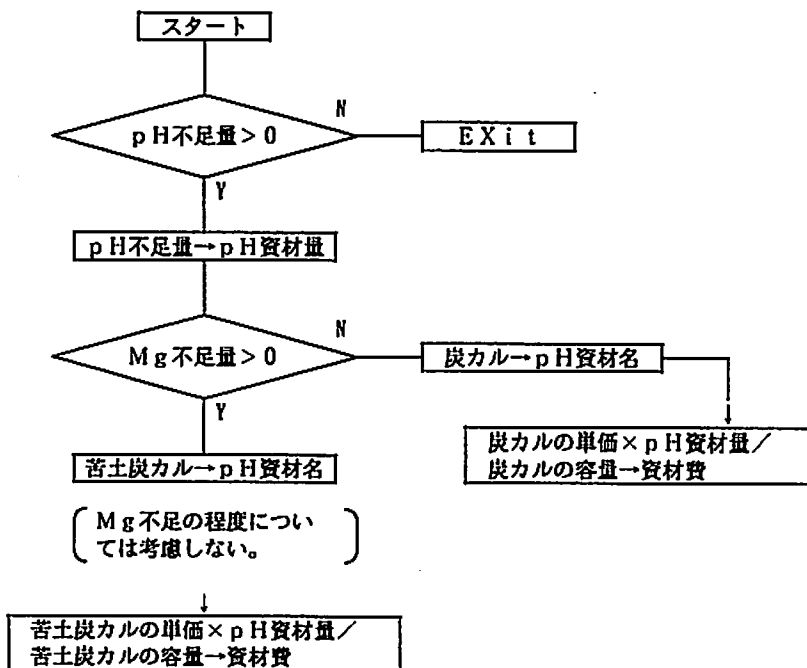 スタート
N
pH不足量>0
EXit
Y
pH不足量→pH資材量
N
Mg不足量>0
炭カル→pH資材名
Y
炭カルの単価×pH資材量/
炭カルの容量→資材費
苦土炭カル→pH資材名
Mg不足の程度につい
ては考慮しない。
苦土炭カルの単価×pH資材量/
苦土炭カルの容量→資材費